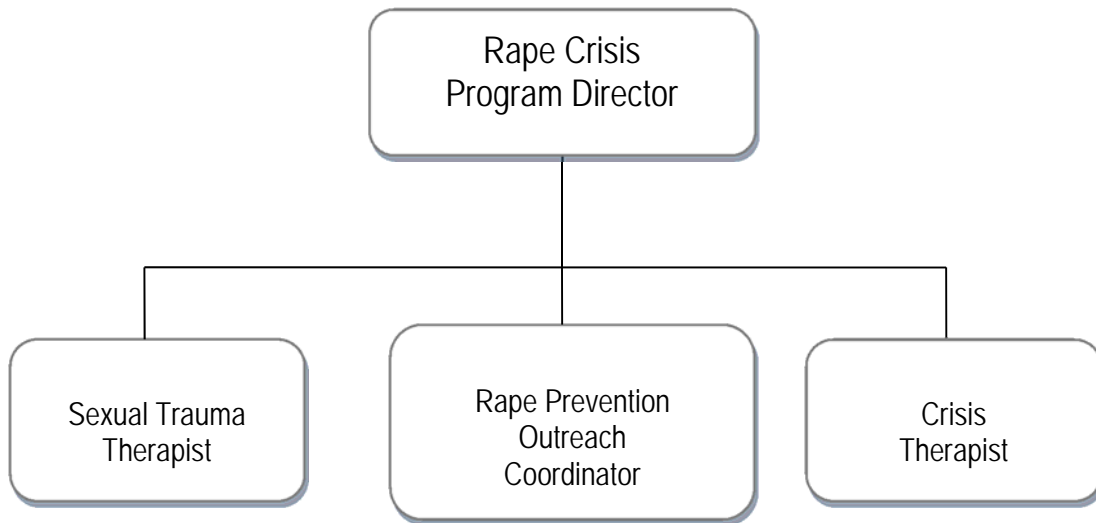 Rape Crisis
Program Director
Sexual Trauma
Therapist
Rape Prevention
Outreach
Coordinator
Crisis
Therapist